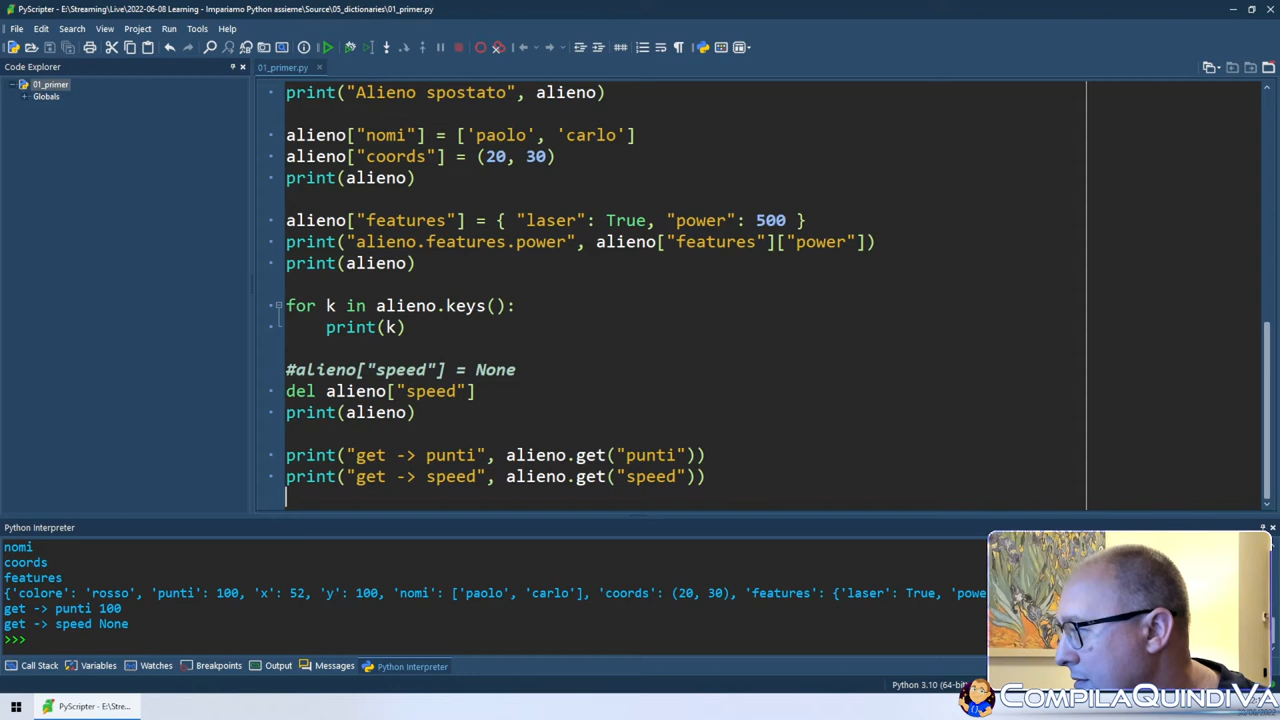 PyScripter - E:\Streaming\Live\2022-06-08 Learning - Impariamo Python assieme\Source\05_dictionaries\01_primer.py
File Edit Search View Project Run Tools Help
Code Explorer
01_primer.py
01_primer
Globals
print("Alieno spostato", alieno)
alieno["nomi"] = ['paolo', 'carlo']
alieno["coords"] = (20, 30)
print(alieno)
alieno["features"] = { "laser": True, "power": 500 }
print("alieno.features.power", alieno["features"]["power"])
print(alieno)
for k in alieno.keys():
print(k)
#alieno["speed"] = None
del alieno["speed"]
print(alieno)
print("get -> punti", alieno.get("punti"))
print("get -> speed", alieno.get("speed"))
Python Interpreter
nomi
coords
features
{'colore': 'rosso', 'punti': 100, 'x': 52, 'y': 100, 'nomi': ['paolo', 'carlo'], 'coords': (20, 30), 'features': {'laser': True, 'powe
get -> punti 100
get -> speed None
>>>
Call Stack Variables Watches Breakpoints Output Messages Python Interpreter
Python 3.10 (64-bit)
CompilaQuindiVa
PyScripter - E:\Stre...